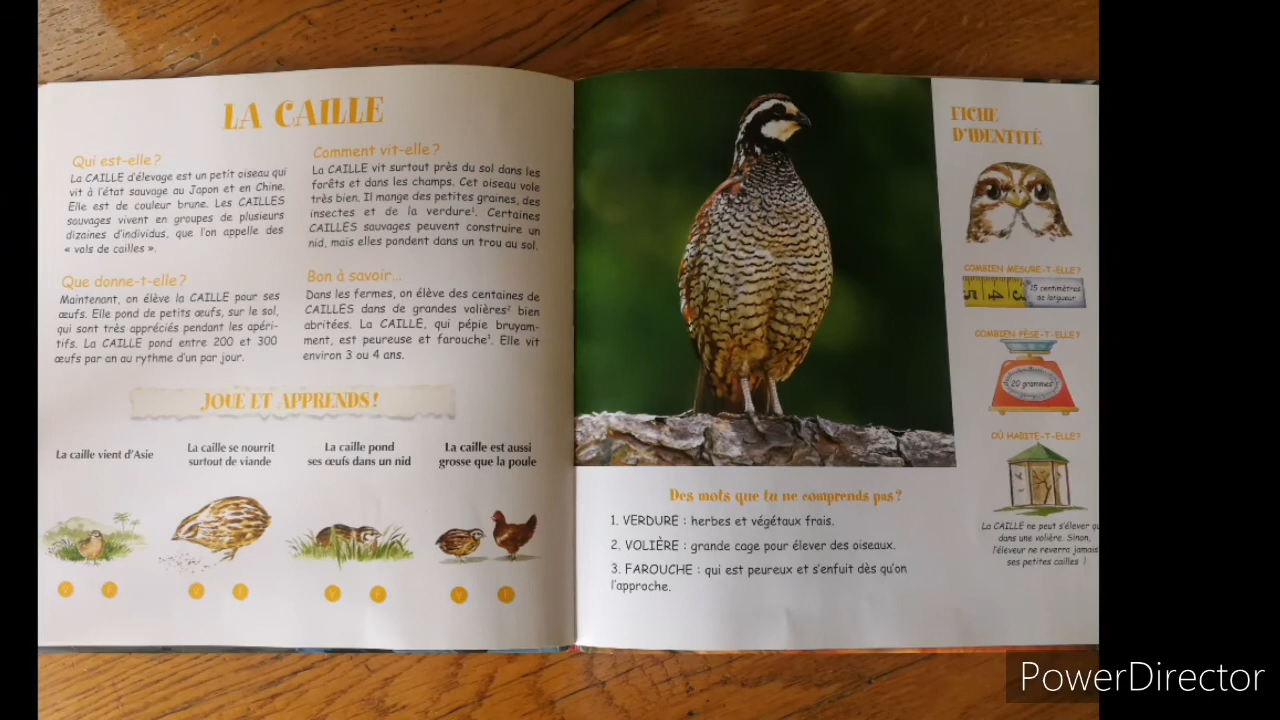 LA CAILLE
Qui est-elle ?
La CAILLE d'élevage est un petit oiseau qui
vit à l'état sauvage au Japon et en Chine.
Elle est de couleur brune. Les CAILLES
sauvages vivent en groupes de plusieurs
dizaines d'individus, que l'on appelle des
« vols de cailles ».
Que donne-t-elle ?
Maintenant, on élève la CAILLE pour ses
œufs. Elle pond de petits œufs, sur le sol,
qui sont très appréciés pendant les apéri-
tifs. La CAILLE pond entre 200 et 300
œufs par an au rythme d'un par jour.
Comment vit-elle ?
La CAILLE vit surtout près du sol dans les
forêts et dans les champs. Cet oiseau vole
très bien. Il mange des petites graines, des
insectes et de la verdure¹. Certaines
CAILLES sauvages peuvent construire un
nid, mais elles pondent dans un trou au sol.
Bon à savoir...
Dans les fermes, on élève des centaines de
CAILLES dans de grandes volières² bien
abritées. La CAILLE, qui pépie bruyam-
ment, est peureuse et farouche³. Elle vit
environ 3 ou 4 ans.
JOUE ET APPRENDS !
La caille vient d'Asie
La caille se nourrit
surtout de viande
La caille pond
ses œufs dans un nid
La caille est aussi
grosse que la poule
V F
V F
V F
V F
Des mots que tu ne comprends pas ?
1. VERDURE : herbes et végétaux frais.
2. VOLIÈRE : grande cage pour élever des oiseaux.
3. FAROUCHE : qui est peureux et s'enfuit dès qu'on
l'approche.
FICHE
D'IDENTITÉ
COMBIEN MESURE-T-ELLE ?
5 4 3
15 centimètres
de longueur
COMBIEN PÈSE-T-ELLE ?
20 grammes
OÙ HABITE-T-ELLE ?
La CAILLE ne peut s'élever qu
dans une volière. Sinon,
l'éleveur ne reverra jamais
ses petites cailles !
PowerDirector